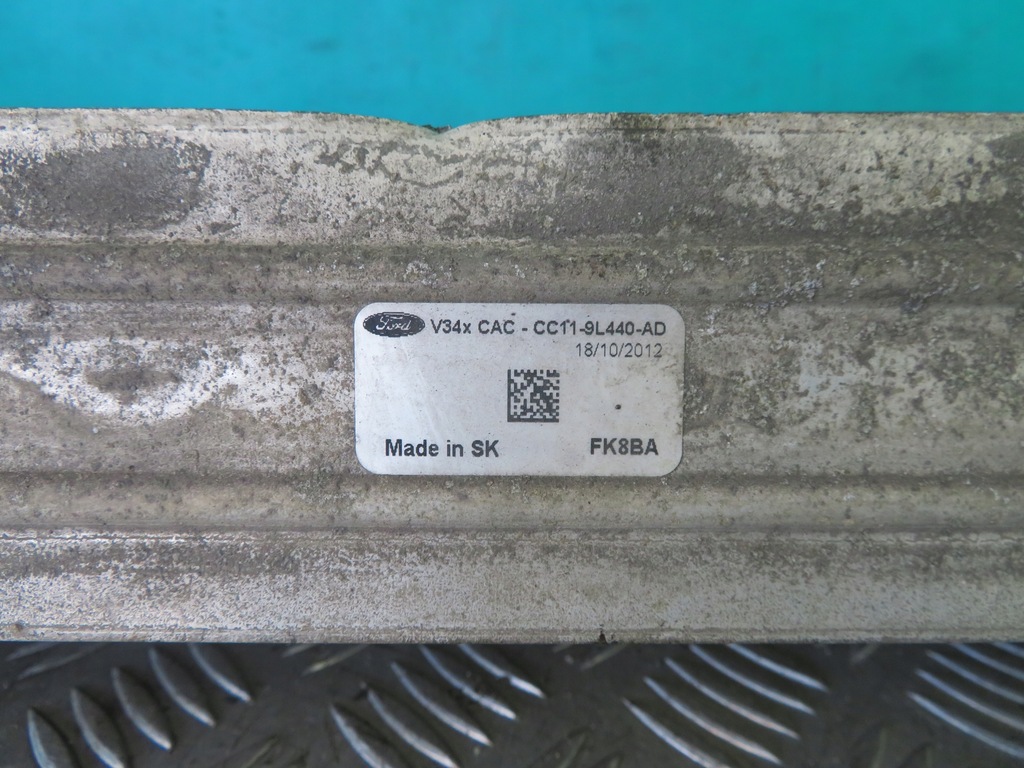 Ford V34x CAC - CC11-9L440-AD
18/10/2012
Made in SK FK8BA